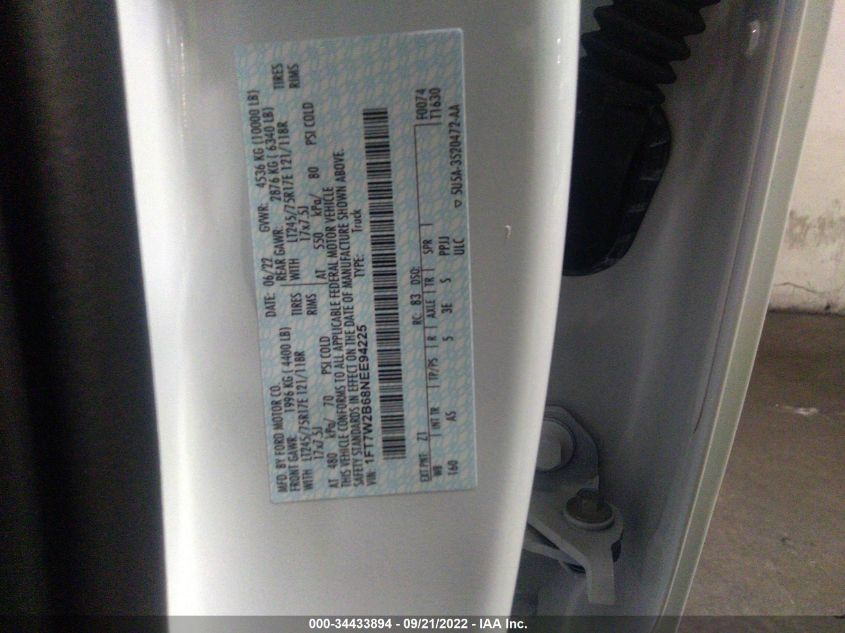 MFD. BY FORD MOTOR CO.
DATE: 06/22 GVWR: 4536 KG (10000 LB)
FRONT GAWR: 1996 KG ( 4400 LB)
REAR GAWR: 2876 KG ( 6340 LB)
WITH LT245/75R17E 121/118R TIRES
WITH LT245/75R17E 121/118R TIRES
17x7.5J RIMS
17x7.5J RIMS
AT 480 kPa/ 70 PSI COLD
AT 550 kPa/ 80 PSI COLD
THIS VEHICLE CONFORMS TO ALL APPLICABLE FEDERAL MOTOR VEHICLE
SAFETY STANDARDS IN EFFECT ON THE DATE OF MANUFACTURE SHOWN ABOVE.
VIN: 1FT7W2B68NEE94225 TYPE: Truck
EXT PNT: Z1 RC: 83 DSO: F0074
WB INT TR TP/PS R AXLE TR SPR T1630
160 AS 5 3E S PPJJ
ULC ▽ 5U5A-3520472-AA
000-34433894 - 09/21/2022 - IAA Inc.